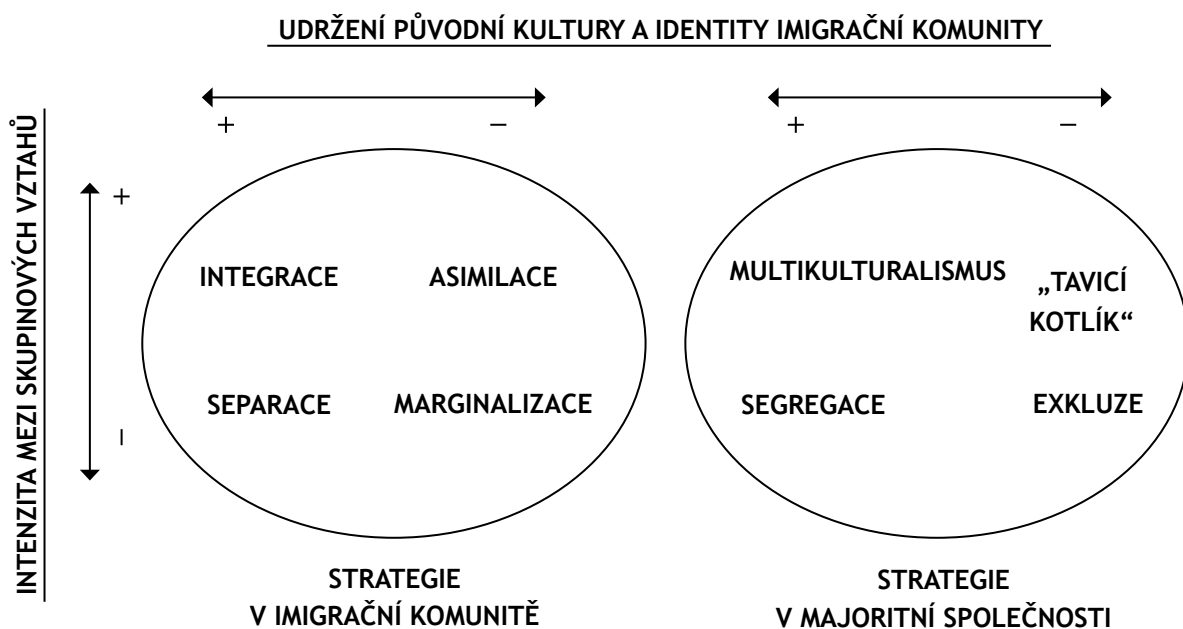 UDRŽENÍ PŮVODNÍ KULTURY A IDENTITY IMIGRAČNÍ KOMUNITY
+ − + −
INTENZITA MEZI SKUPINOVÝCH VZTAHŮ
+
−
INTEGRACE ASIMILACE
SEPARACE MARGINALIZACE
STRATEGIE
V IMIGRAČNÍ KOMUNITĚ
MULTIKULTURALISMUS
„TAVICÍ
KOTLÍK“
SEGREGACE EXKLUZE
STRATEGIE
V MAJORITNÍ SPOLEČNOSTI